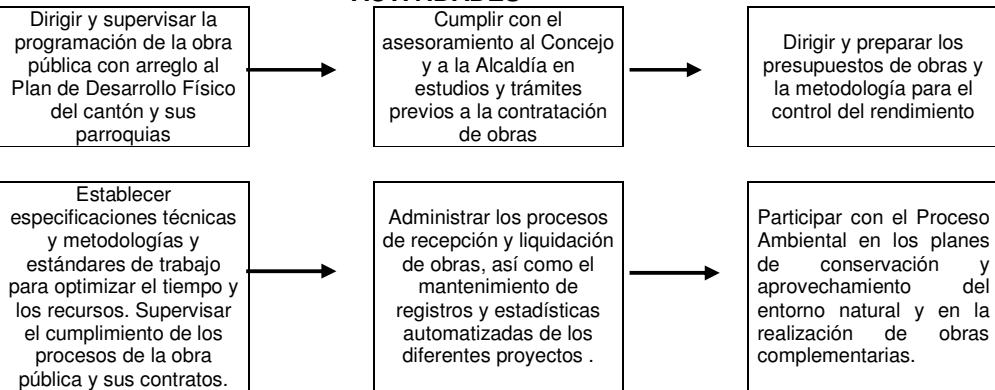 ACTIVIDADES
Dirigir y supervisar la
programación de la obra
pública con arreglo al
Plan de Desarrollo Físico
del cantón y sus
parroquias
Cumplir con el
asesoramiento al Concejo
y a la Alcaldía en
estudios y trámites
previos a la contratación
de obras
Dirigir y preparar los
presupuestos de obras y
la metodología para el
control del rendimiento
Establecer
especificaciones técnicas
y metodologías y
estándares de trabajo
para optimizar el tiempo y
los recursos. Supervisar
el cumplimiento de los
procesos de la obra
pública y sus contratos.
Administrar los procesos
de recepción y liquidación
de obras, así como el
mantenimiento de
registros y estadísticas
automatizadas de los
diferentes proyectos .
Participar con el Proceso
Ambiental en los planes
de conservación y
aprovechamiento del
entorno natural y en la
realización de obras
complementarias.